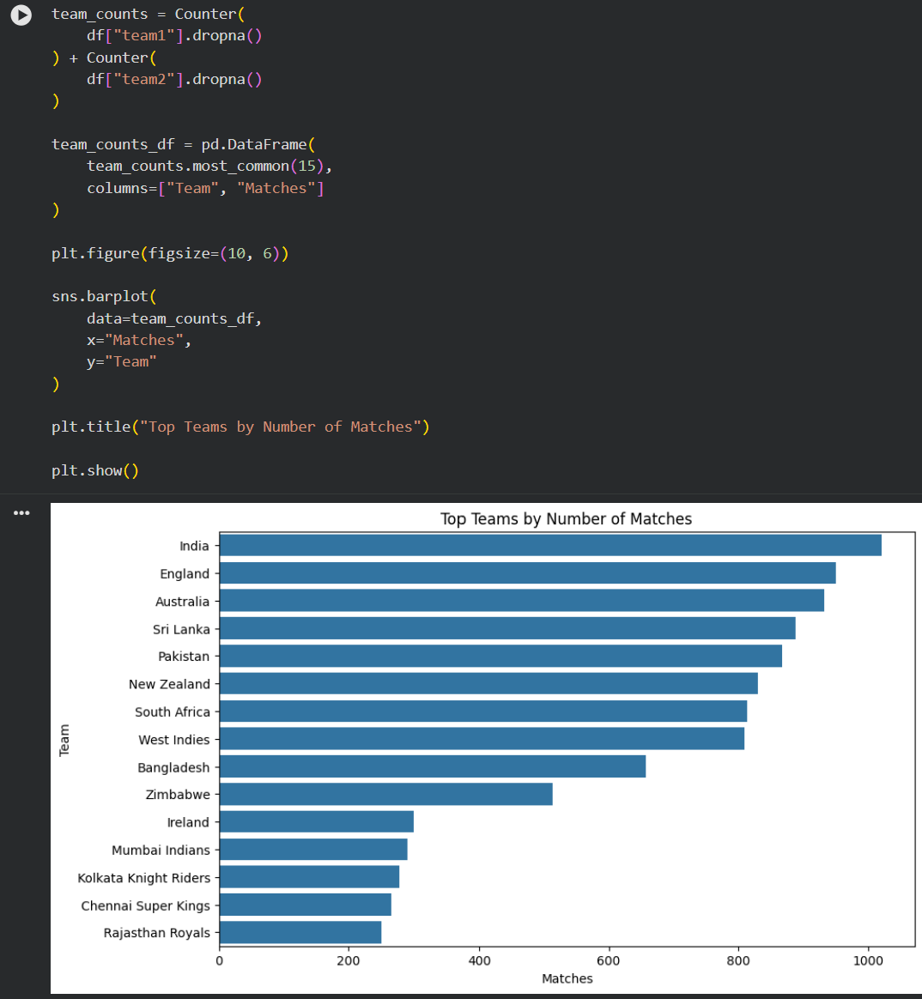 team_counts = Counter(
    df["team1"].dropna()
) + Counter(
    df["team2"].dropna()
)
team_counts_df = pd.DataFrame(
    team_counts.most_common(15),
    columns=["Team", "Matches"]
)
plt.figure(figsize=(10, 6))
sns.barplot(
    data=team_counts_df,
    x="Matches",
    y="Team"
)
plt.title("Top Teams by Number of Matches")
plt.show()
Top Teams by Number of Matches
India
England
Australia
Sri Lanka
Pakistan
New Zealand
South Africa
West Indies
Bangladesh
Zimbabwe
Ireland
Mumbai Indians
Kolkata Knight Riders
Chennai Super Kings
Rajasthan Royals
Team
0 200 400 600 800 1000
Matches